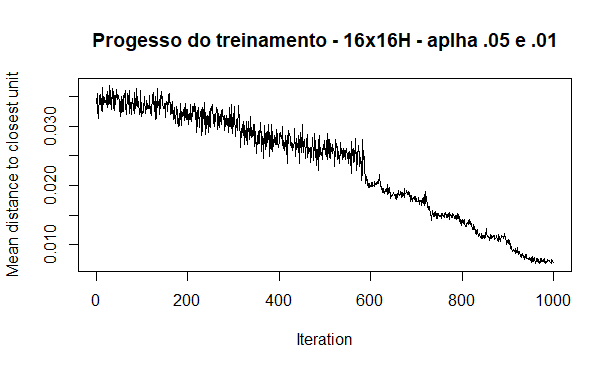 Progesso do treinamento - 16x16H - aplha .05 e .01
Mean distance to closest unit
0.030
0.020
0.010
0 200 400 600 800 1000
Iteration